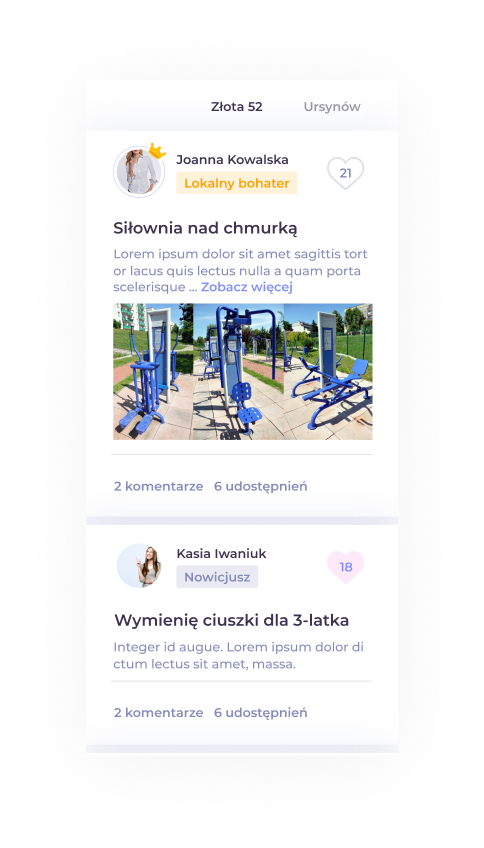 Złota 52 Ursynów
Joanna Kowalska
Lokalny bohater
21
Siłownia nad chmurką
Lorem ipsum dolor sit amet sagittis tort
or lacus quis lectus nulla a quam porta
scelerisque ... Zobacz więcej
2 komentarze 6 udostępnień
Kasia Iwaniuk
Nowicjusz
18
Wymienię ciuszki dla 3-latka
Integer id augue. Lorem ipsum dolor di
ctum lectus sit amet, massa.
2 komentarze 6 udostępnień